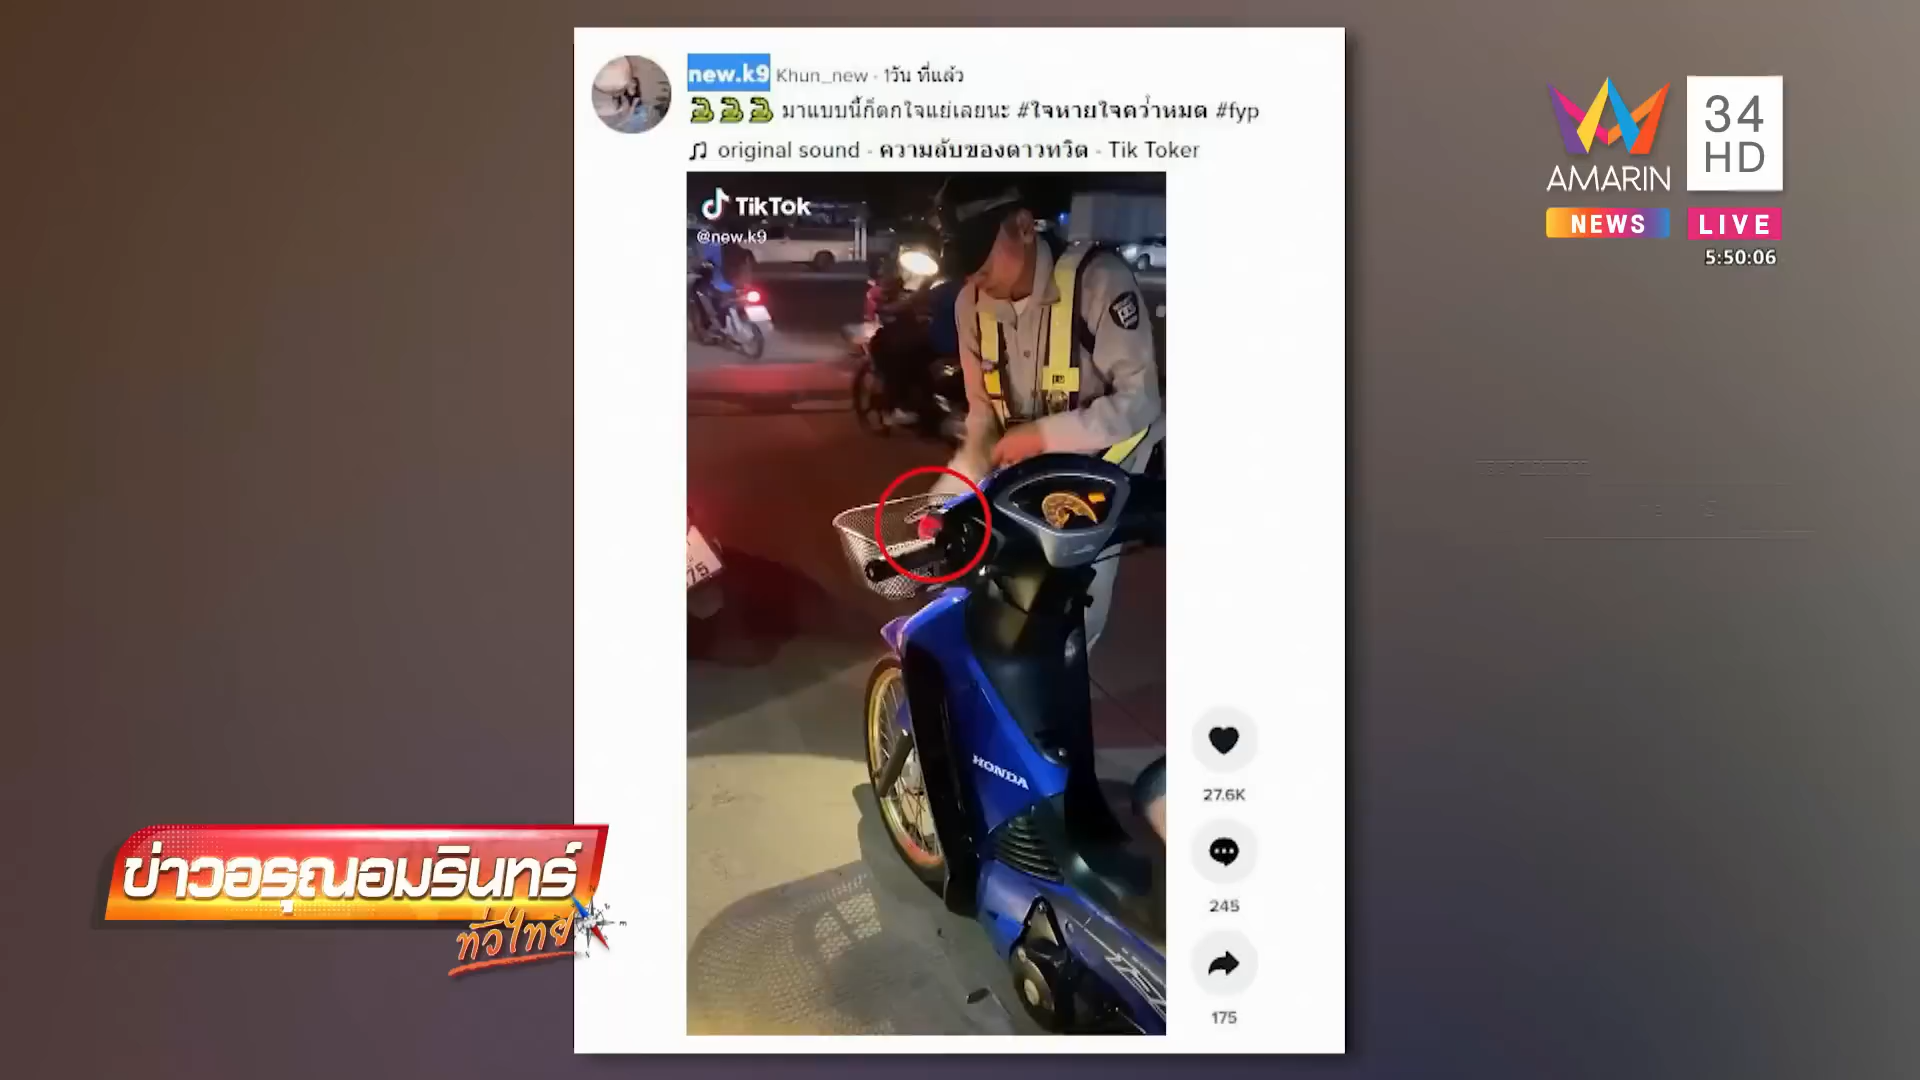 new.k9 Khun_new - 1วัน ที่แล้ว
มาแบบนี้ก็ตกใจแย่เลยนะ #ใจหายใจคว่ำหมด #fyp
original sound - ความลับของดาวทวิต - Tik Toker
TikTok
@new.k9
AMARIN
34
HD
NEWS
LIVE
5:50:06
HONDA
27.6K
245
175
ข่าวอรุณอมรินทร์
ทั่วไทย